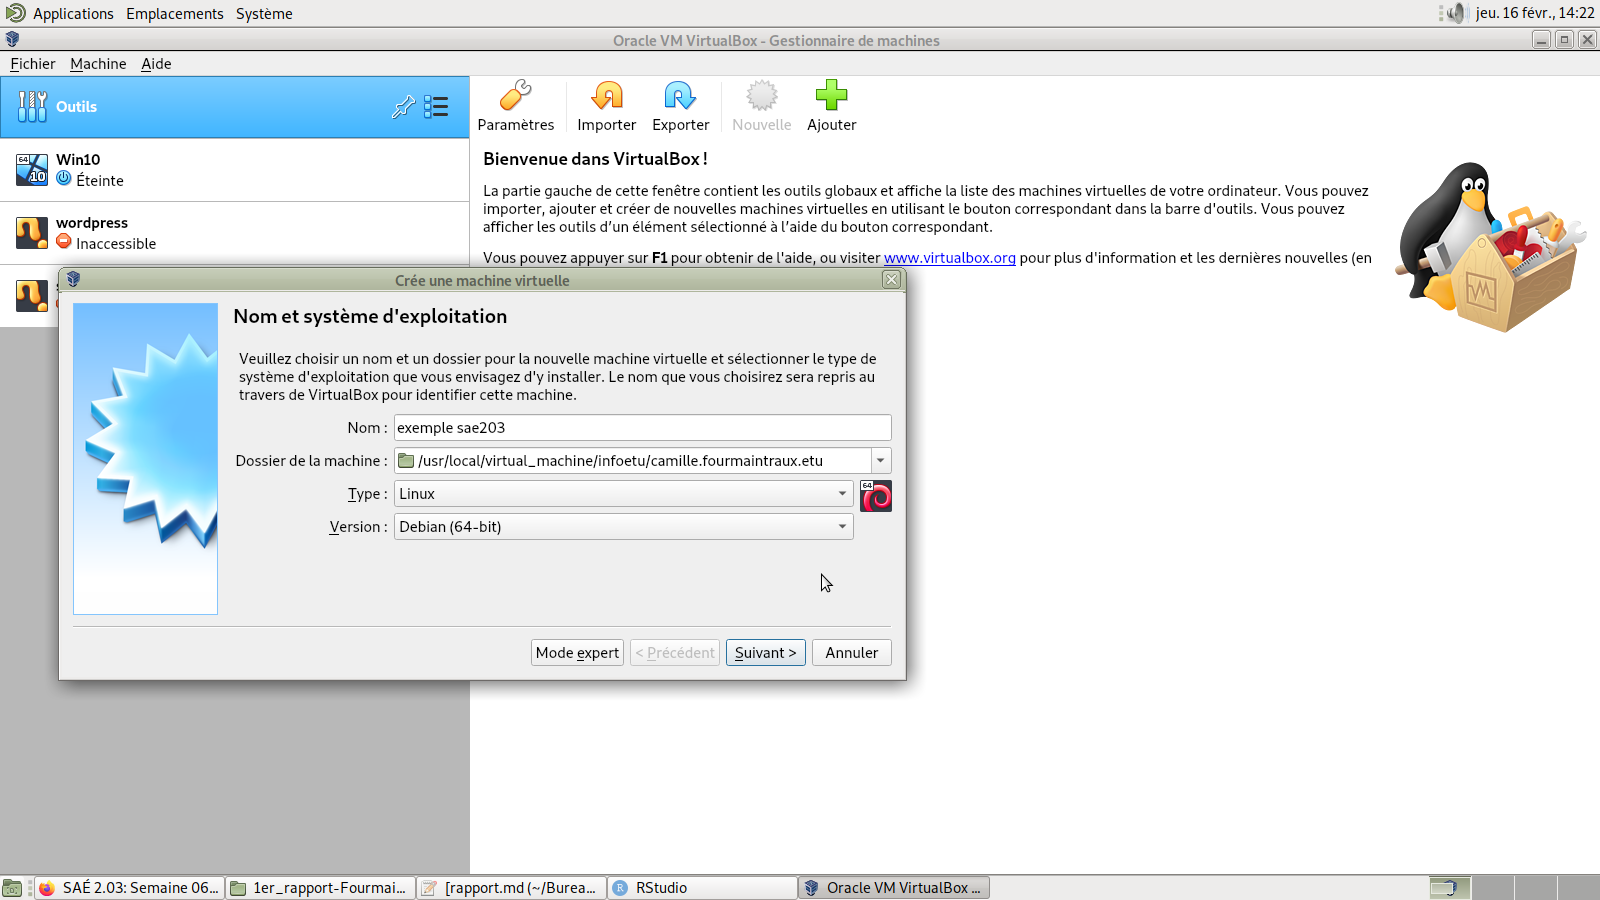 Applications Emplacements Système
jeu. 16 févr., 14:22
Oracle VM VirtualBox - Gestionnaire de machines
Fichier Machine Aide
Outils
Paramètres Importer Exporter Nouvelle Ajouter
64
10
Win10
Éteinte
wordpress
Inaccessible
Bienvenue dans VirtualBox !
La partie gauche de cette fenêtre contient les outils globaux et affiche la liste des machines virtuelles de votre ordinateur. Vous pouvez
importer, ajouter et créer de nouvelles machines virtuelles en utilisant le bouton correspondant dans la barre d'outils. Vous pouvez
afficher les outils d’un élément sélectionné à l’aide du bouton correspondant.
Vous pouvez appuyer sur F1 pour obtenir de l'aide, ou visiter www.virtualbox.org pour plus d'information et les dernières nouvelles (en
Crée une machine virtuelle
Nom et système d'exploitation
Veuillez choisir un nom et un dossier pour la nouvelle machine virtuelle et sélectionner le type de
système d'exploitation que vous envisagez d'y installer. Le nom que vous choisirez sera repris au
travers de VirtualBox pour identifier cette machine.
Nom : exemple sae203
Dossier de la machine : /usr/local/virtual_machine/infoetu/camille.fourmaintraux.etu
Type : Linux
64
Version : Debian (64-bit)
Mode expert < Précédent Suivant > Annuler
SAÉ 2.03: Semaine 06... 1er_rapport-Fourmai... [rapport.md (~/Burea... RStudio Oracle VM VirtualBox ...